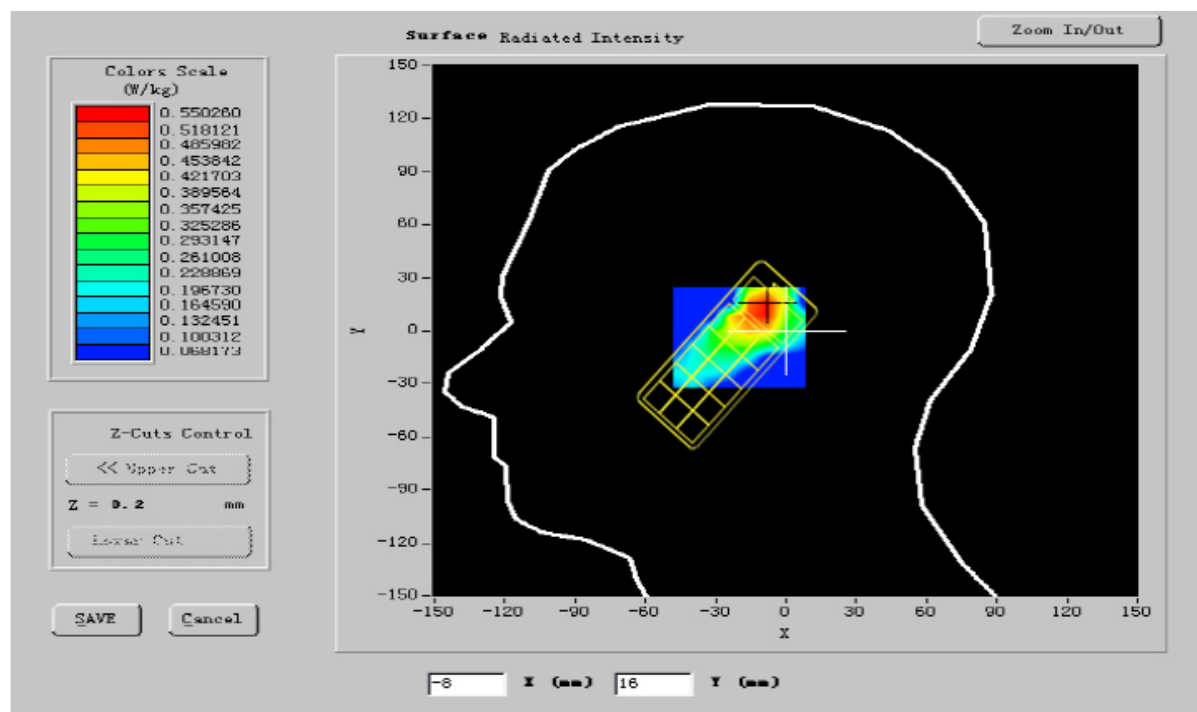 Surface Radiated Intensity
Zoom In/Out
Colors Scale
(W/kg)
0.550260
0.518121
0.485982
0.453842
0.421703
0.389564
0.357425
0.325286
0.293147
0.261008
0.228869
0.196730
0.164590
0.132451
0.100312
0.068173
Z-Cuts Control
<< Upper Cut
Z = 0.2 mm
Lower Cut
SAVE
Cancel
150
120
90
60
30
0
-30
-60
-90
-120
-150
Y
-150 -120 -90 -60 -30 0 30 60 90 120 150
X
-8 X (mm) 16 Y (mm)